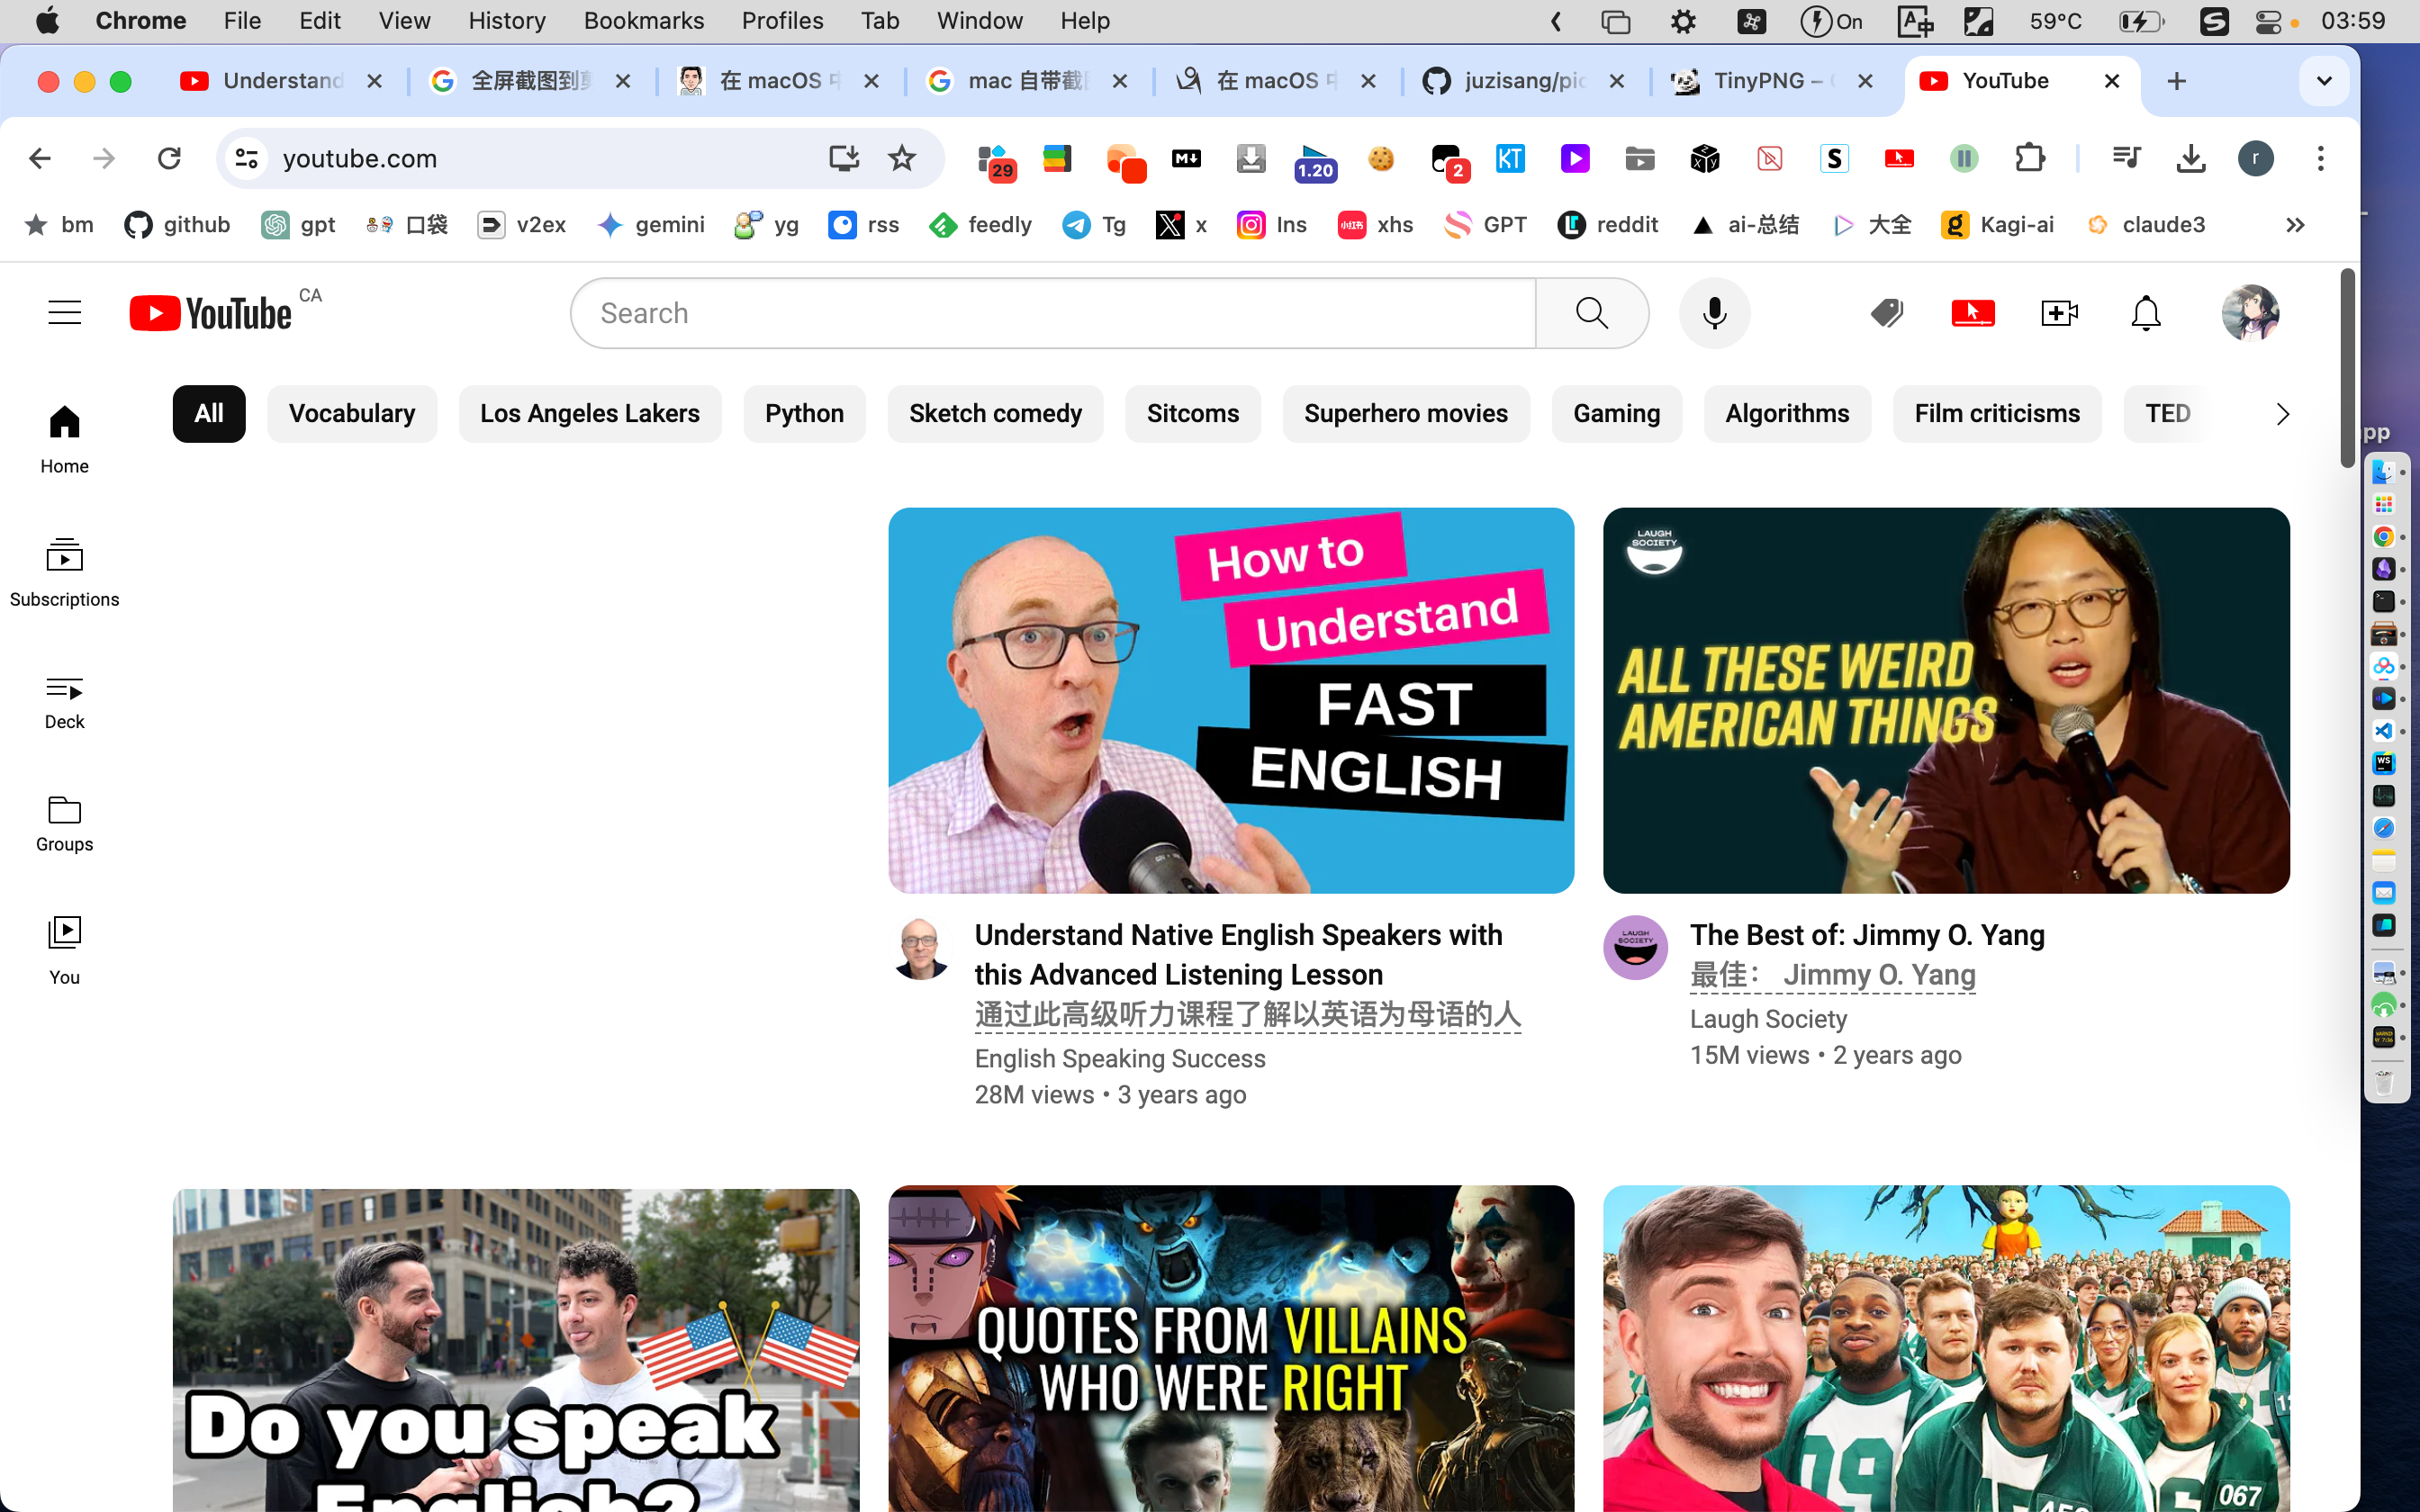 Chrome File Edit View History Bookmarks Profiles Tab Window Help On 59°C 03:59
Understand 全屏截图到 在 macOS mac 自带截 在 macOS juzisang/pic TinyPNG – YouTube
youtube.com 29 1.20 2 KT S r
bm github gpt 口袋 v2ex gemini yg rss feedly Tg x Ins xhs GPT reddit ai-总结 大全 Kagi-ai claude3
YouTube CA Search
All Vocabulary Los Angeles Lakers Python Sketch comedy Sitcoms Superhero movies Gaming Algorithms Film criticisms TED
Home
Subscriptions
Deck
Groups
You
How to
Understand
FAST
ENGLISH
LAUGH
SOCIETY
ALL THESE WEIRD
AMERICAN THINGS
Understand Native English Speakers with
this Advanced Listening Lesson
通过此高级听力课程了解以英语为母语的人
English Speaking Success
28M views • 3 years ago
LAUGH
SOCIETY
The Best of: Jimmy O. Yang
最佳： Jimmy O. Yang
Laugh Society
15M views • 2 years ago
Do you speak
English?
QUOTES FROM VILLAINS
WHO WERE RIGHT
067